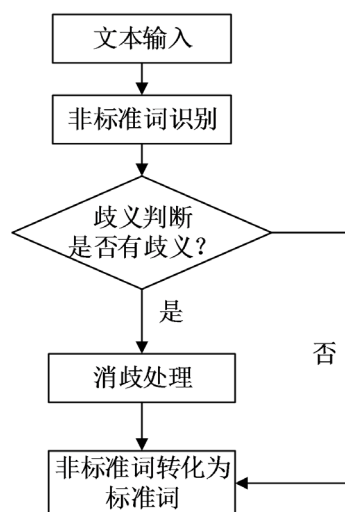 文本输入
非标准词识别
歧义判断
是否有歧义？
是
否
消歧处理
非标准词转化为
标准词